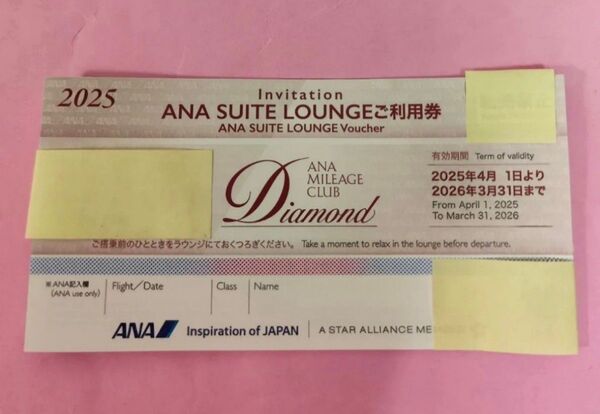 2025
Invitation
ANA SUITE LOUNGEご利用券
ANA SUITE LOUNGE Voucher
ANA
MILEAGE
CLUB
Diamond
有効期間 Term of validity
2025年4月 1日より
2026年3月31日まで
From April 1, 2025
To March 31, 2026
ご搭乗前のひとときをラウンジにておくつろぎください。 Take a moment to relax in the lounge before departure.
※ANA記入欄
(ANA use only)
Flight/Date
Class
Name
ANA Inspiration of JAPAN A STAR ALLIANCE ME